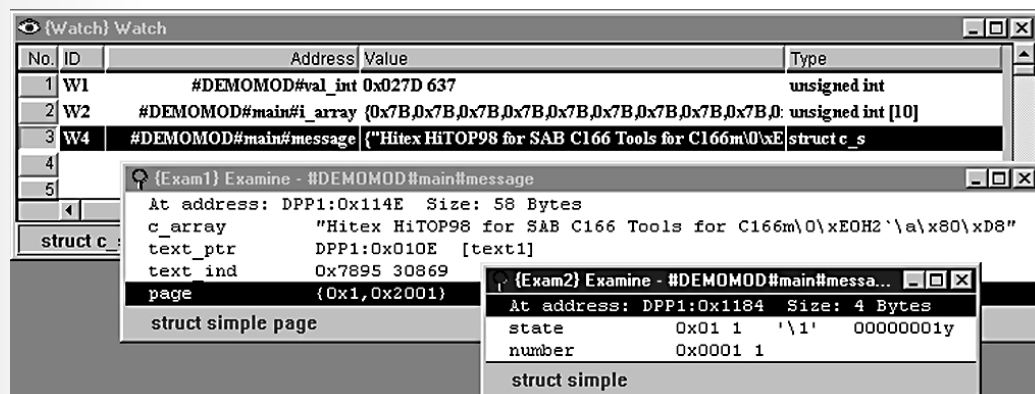 {Watch} Watch
No. ID Address Value Type
1 W1 #DEMOMOD#val_int 0x027D 637 unsigned int
2 W2 #DEMOMOD#main#i_array {0x7B,0x7B,0x7B,0x7B,0x7B,0x7B,0x7B,0x7B,0x7B,0: unsigned int [10]
3 W4 #DEMOMOD#main#message {"Hitex HiTOP98 for SAB C166 Tools for C166m\0\xE struct c_s
4
5
struct c_s
{Exam1} Examine - #DEMOMOD#main#message
At address: DPP1:0x114E Size: 58 Bytes
c_array "Hitex HiTOP98 for SAB C166 Tools for C166m\0\xE0H2`\a\x80\xD8"
text_ptr DPP1:0x010E [text1]
text_ind 0x7895 30869
page {0x1,0x2001}
struct simple page
{Exam2} Examine - #DEMOMOD#main#messa...
At address: DPP1:0x1184 Size: 4 Bytes
state 0x01 1 '\1' 00000001y
number 0x0001 1
struct simple